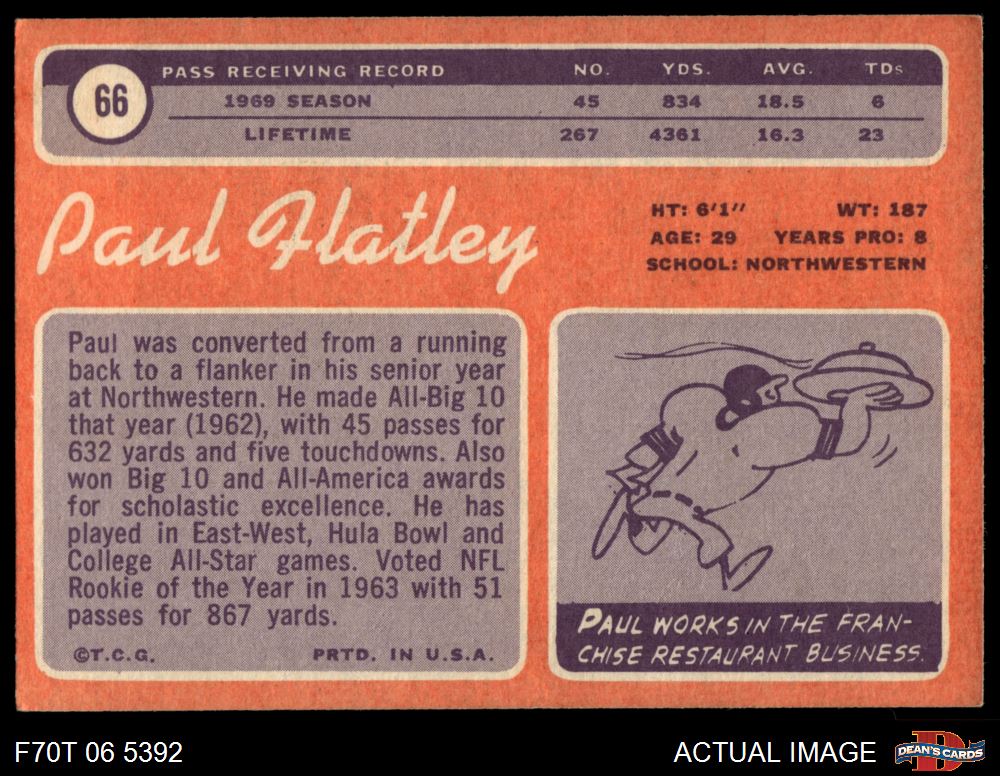 66
PASS RECEIVING RECORD NO. YDS. AVG. TDs
1969 SEASON 45 834 18.5 6
LIFETIME 267 4361 16.3 23
Paul Flatley
HT: 6'1" WT: 187
AGE: 29 YEARS PRO: 8
SCHOOL: NORTHWESTERN
Paul was converted from a running
back to a flanker in his senior year
at Northwestern. He made All-Big 10
that year (1962), with 45 passes for
632 yards and five touchdowns. Also
won Big 10 and All-America awards
for scholastic excellence. He has
played in East-West, Hula Bowl and
College All-Star games. Voted NFL
Rookie of the Year in 1963 with 51
passes for 867 yards.
©T.C.G. PRTD. IN U.S.A.
PAUL WORKS IN THE FRAN-
CHISE RESTAURANT BUSINESS.
F70T 06 5392 ACTUAL IMAGE DEAN'S CARDS